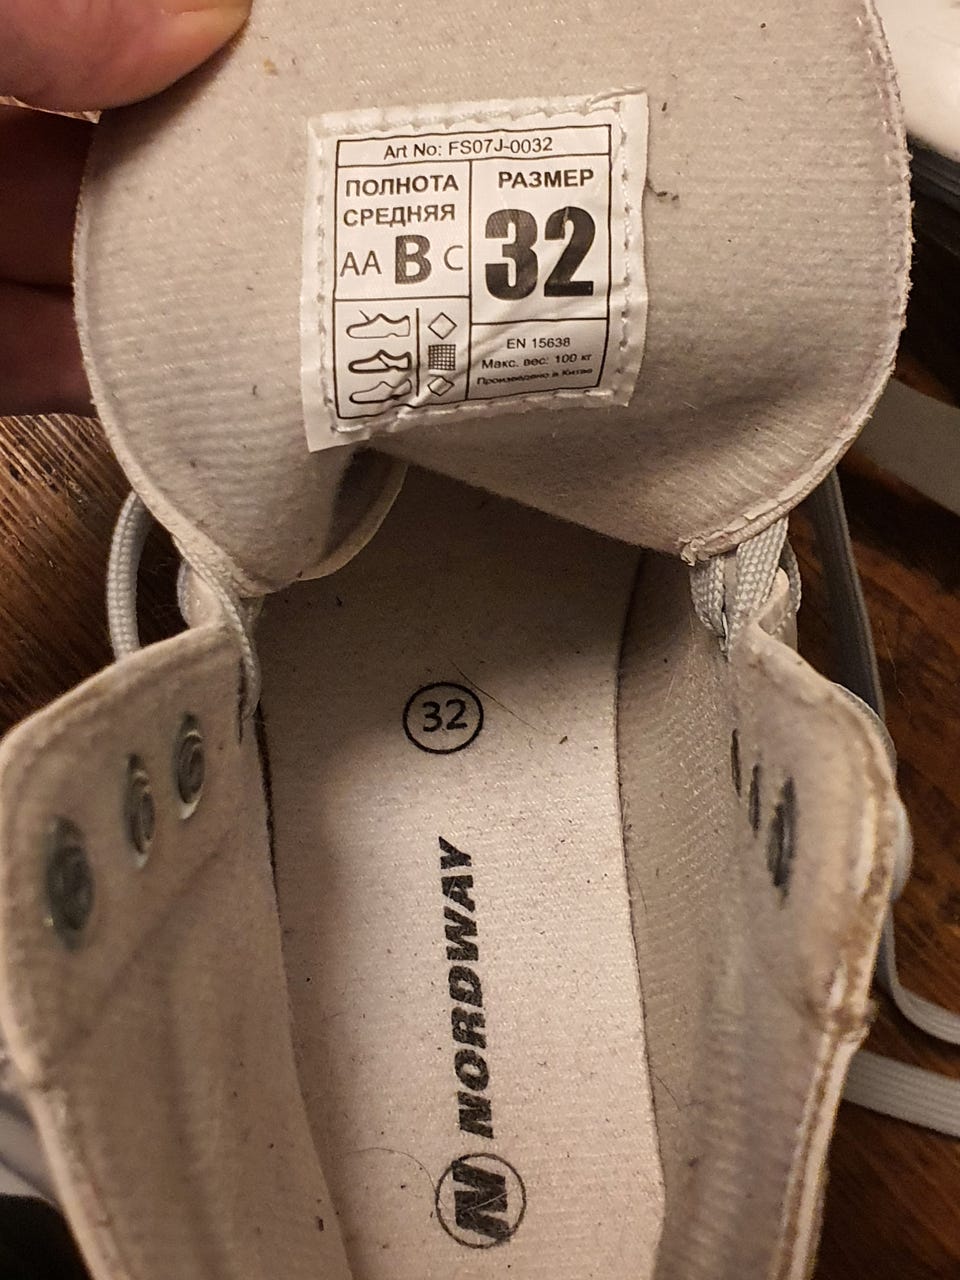 Art No: FS07J-0032
ПОЛНОТА
СРЕДНЯЯ
AA B C
РАЗМЕР
32
EN 15638
Макс. вес: 100 кг
Произведено в Китае
32
NORDWAY
N